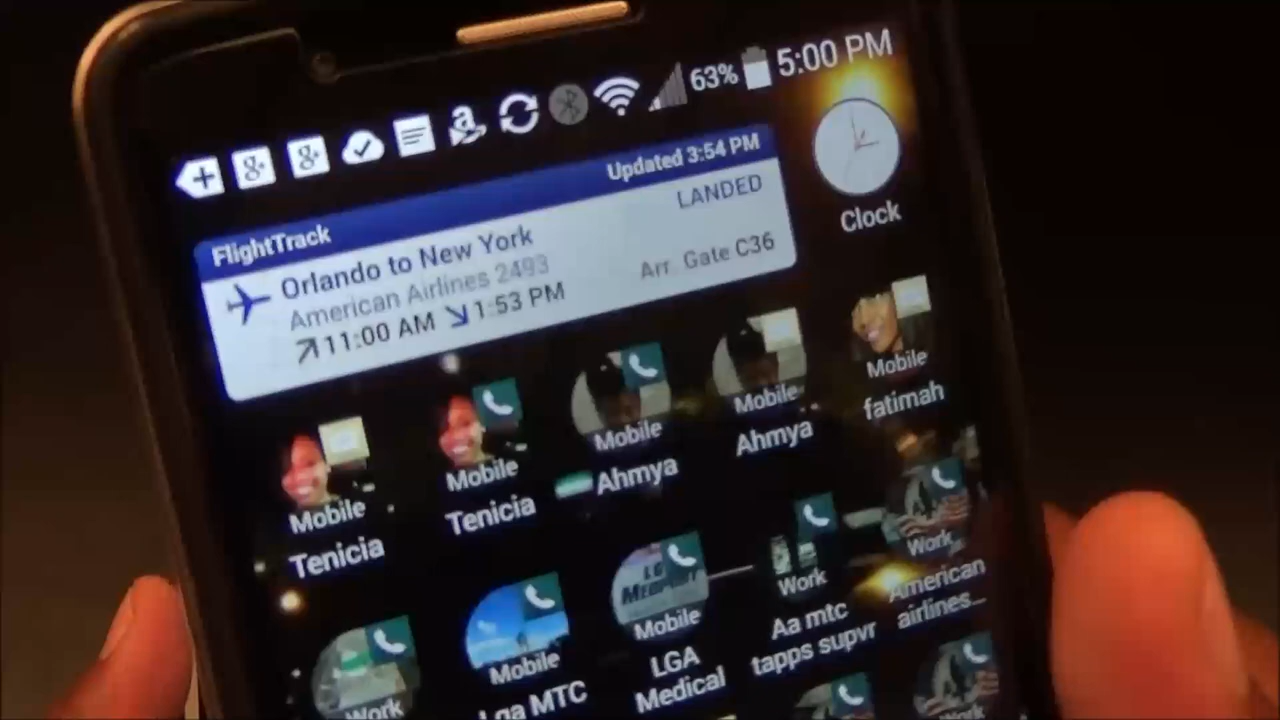 63% 5:00 PM
Updated 3:54 PM
FlightTrack
LANDED
Orlando to New York
American Airlines 2493
Arr. Gate C36
11:00 AM 1:53 PM
Clock
Mobile
Tenicia
Mobile
Tenicia
Mobile
Ahmya
Mobile
Ahmya
Mobile
fatimah
Work
Mobile
Lga MTC
LG
MEDPORT
Mobile
LGA
Medical
Work
Aa mtc
tapps supvr
Work
American
airlines...